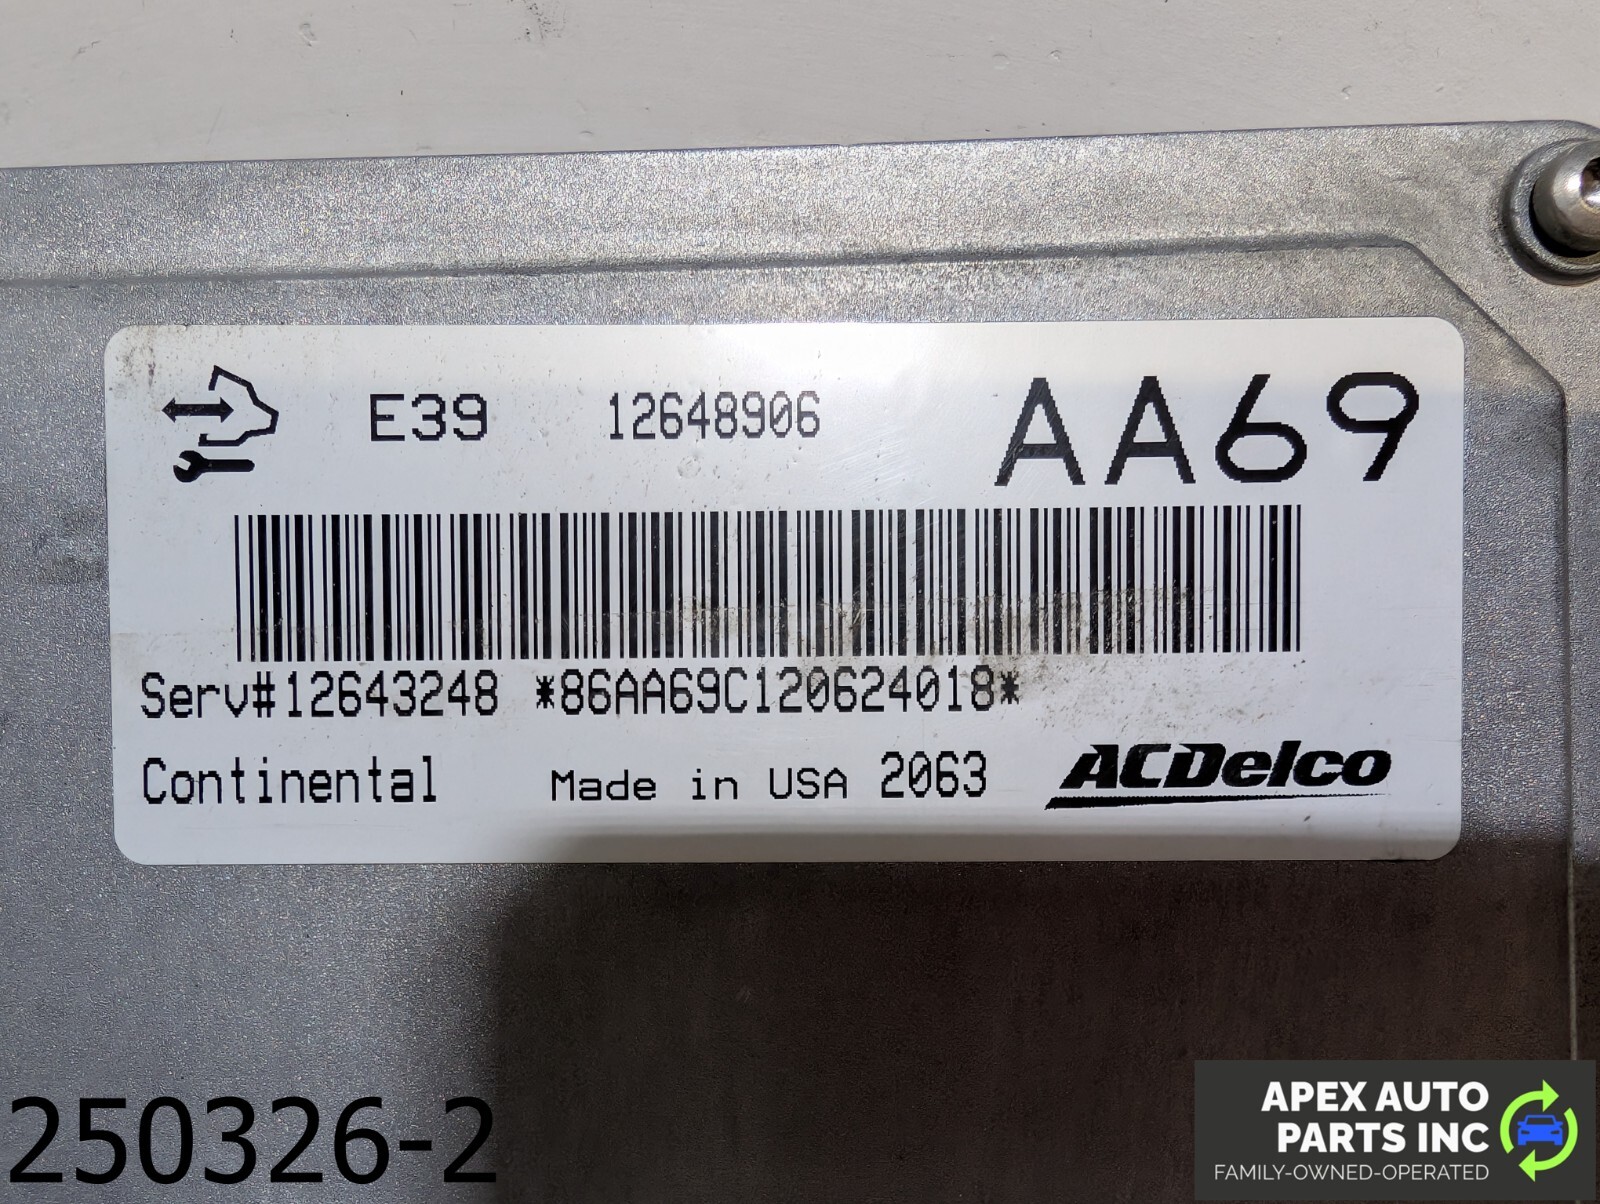 E39 12648906 AA69
Serv#12643248 *86AA69C120624018*
Continental Made in USA 2063 ACDelco
250326-2
APEX AUTO
PARTS INC
FAMILY-OWNED-OPERATED